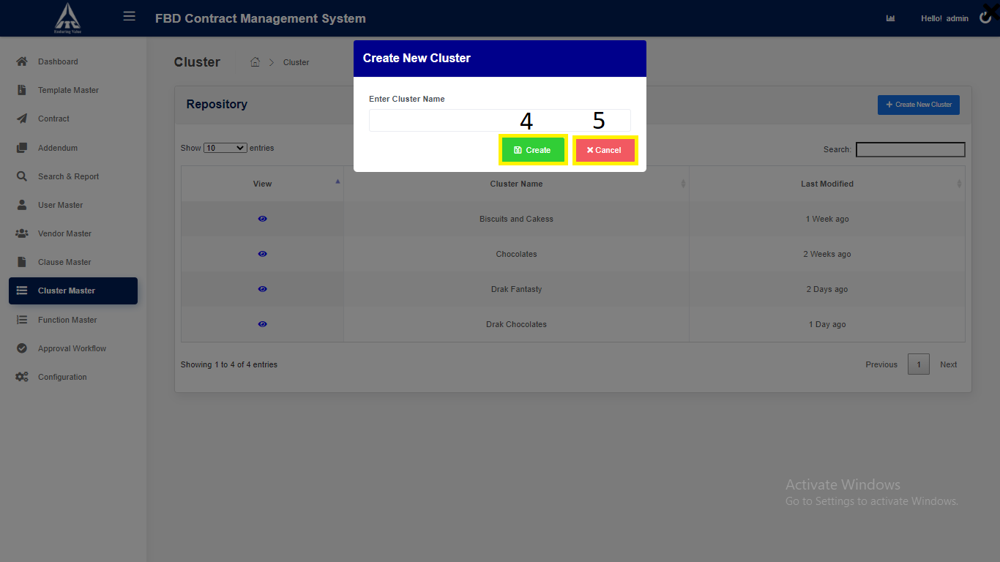 Enduring Value
FBD Contract Management System
Hello! admin
Dashboard
Template Master
Contract
Addendum
Search & Report
User Master
Vendor Master
Clause Master
Cluster Master
Function Master
Approval Workflow
Configuration
Cluster
Cluster
Create New Cluster
Enter Cluster Name
4 5
Create Cancel
Repository
Create New Cluster
Show 10 entries
Search:
View Cluster Name Last Modified
Biscuits and Cakess 1 Week ago
Chocolates 2 Weeks ago
Drak Fantasty 2 Days ago
Drak Chocolates 1 Day ago
Showing 1 to 4 of 4 entries
Previous 1 Next
Activate Windows
Go to Settings to activate Windows.